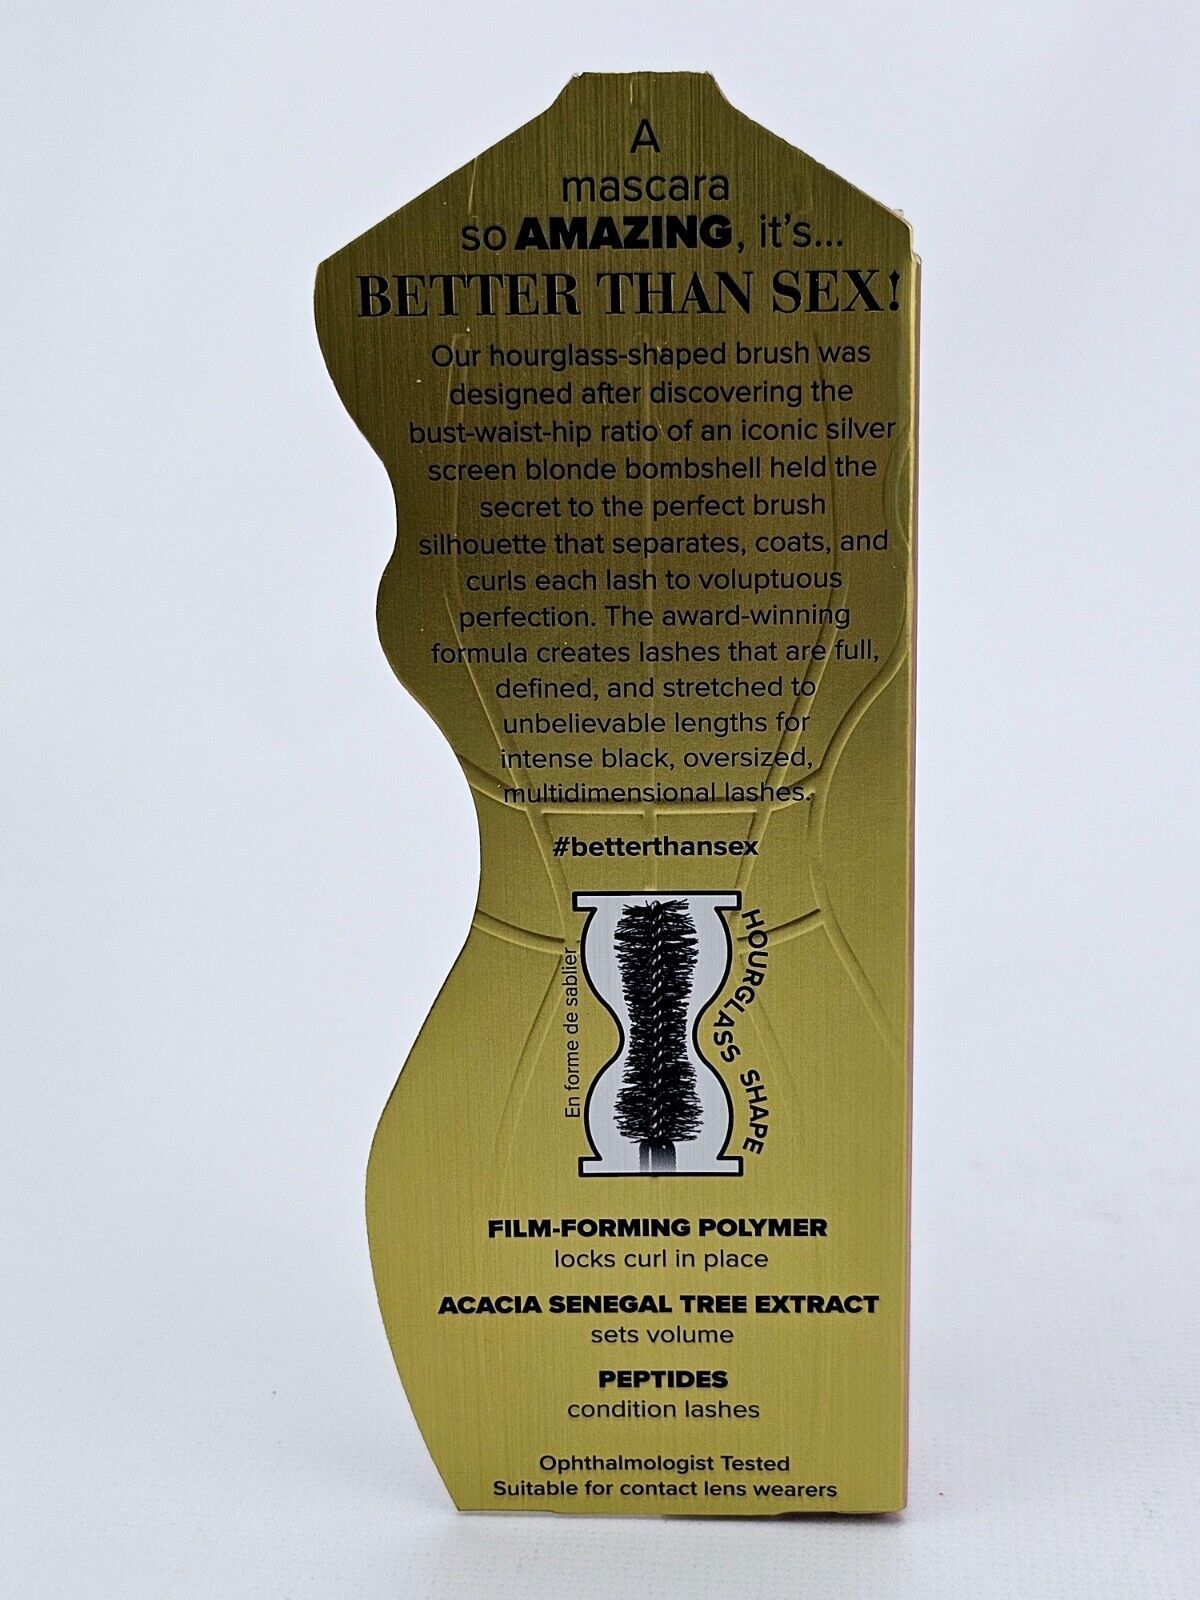 A
mascara
so AMAZING, it's...
BETTER THAN SEX!
Our hourglass-shaped brush was
designed after discovering the
bust-waist-hip ratio of an iconic silver
screen blonde bombshell held the
secret to the perfect brush
silhouette that separates, coats, and
curls each lash to voluptuous
perfection. The award-winning
formula creates lashes that are full,
defined, and stretched to
unbelievable lengths for
intense black, oversized,
multidimensional lashes.
#betterthansex
En forme de sablier
HOURGLASS SHAPE
FILM-FORMING POLYMER
locks curl in place
ACACIA SENEGAL TREE EXTRACT
sets volume
PEPTIDES
condition lashes
Ophthalmologist Tested
Suitable for contact lens wearers